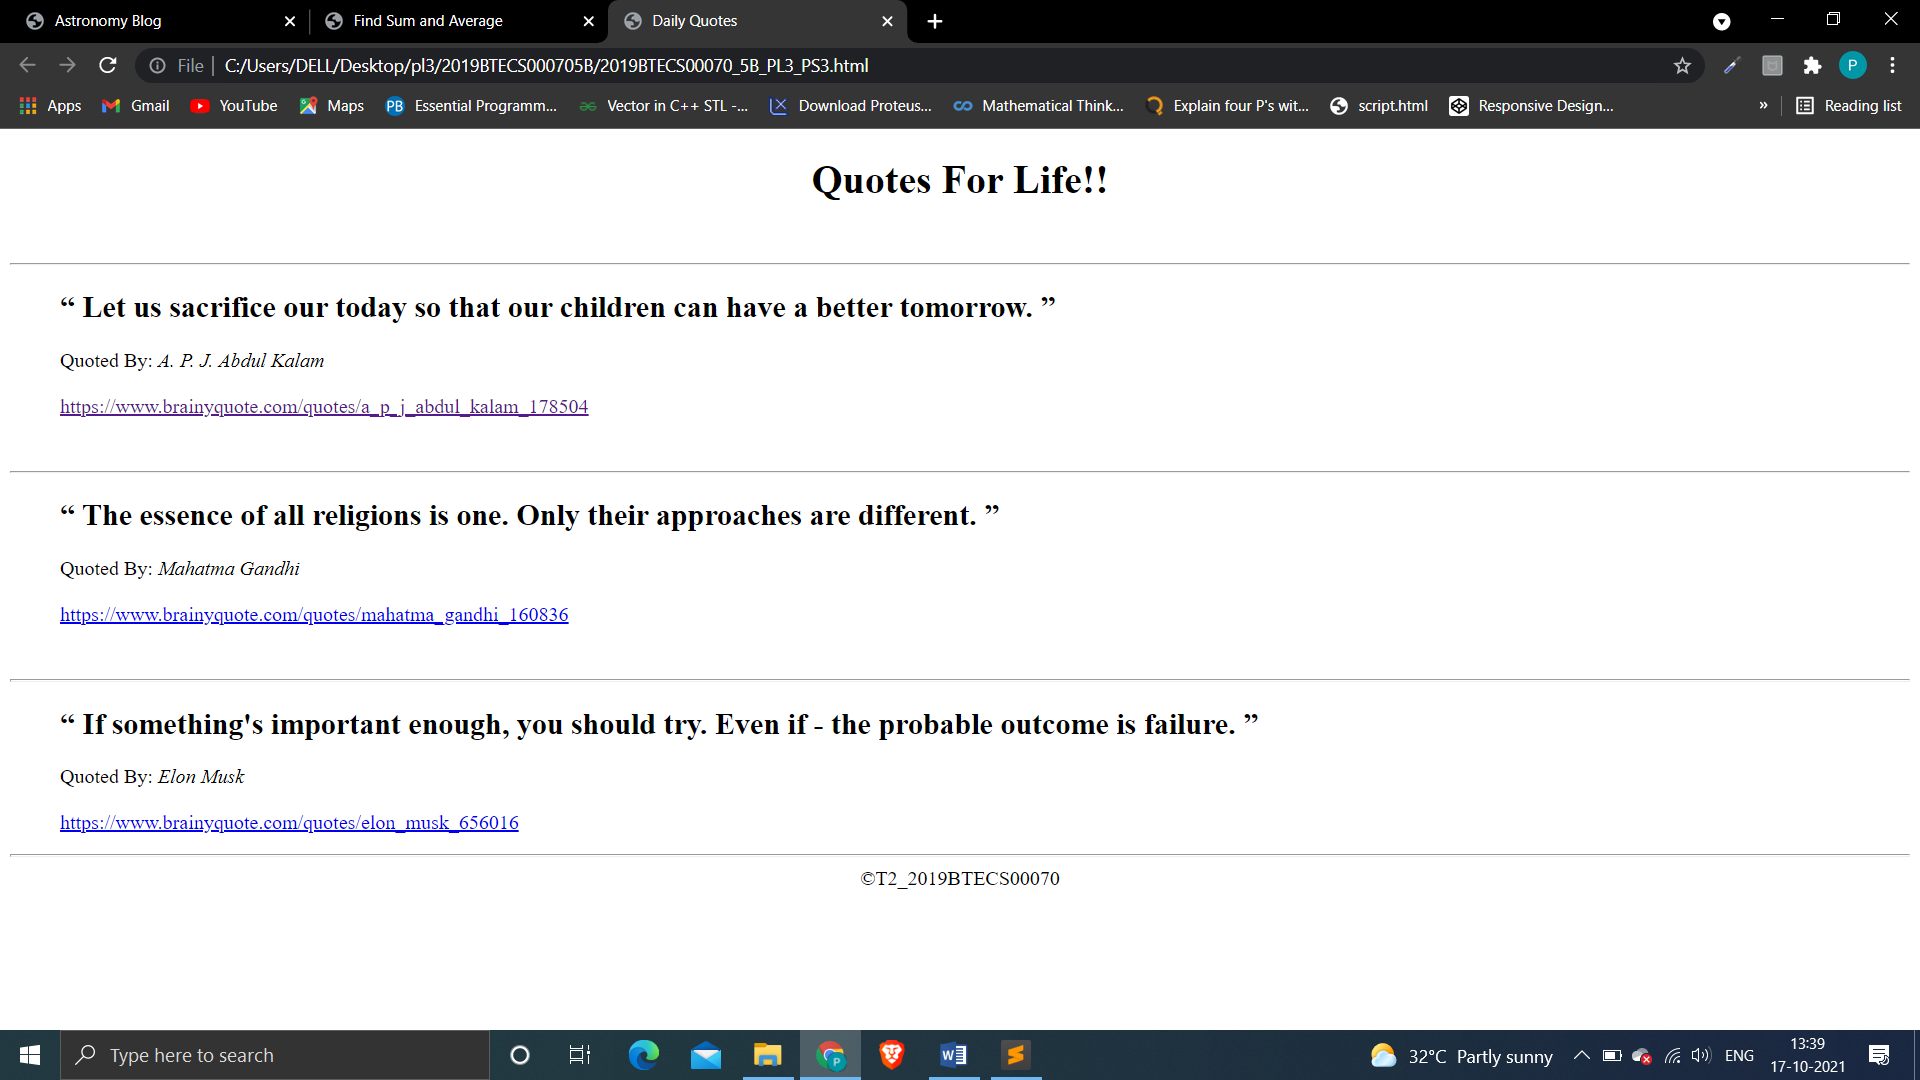 Astronomy Blog
Find Sum and Average
Daily Quotes
File C:/Users/DELL/Desktop/pl3/2019BTECS000705B/2019BTECS00070_5B_PL3_PS3.html
P
Apps Gmail YouTube Maps PB Essential Programm... Vector in C++ STL -... Download Proteus... Mathematical Think... Explain four P's wit... script.html Responsive Design... » Reading list
Quotes For Life!!
“ Let us sacrifice our today so that our children can have a better tomorrow. ”
Quoted By: A. P. J. Abdul Kalam
https://www.brainyquote.com/quotes/a_p_j_abdul_kalam_178504
“ The essence of all religions is one. Only their approaches are different. ”
Quoted By: Mahatma Gandhi
https://www.brainyquote.com/quotes/mahatma_gandhi_160836
“ If something's important enough, you should try. Even if - the probable outcome is failure. ”
Quoted By: Elon Musk
https://www.brainyquote.com/quotes/elon_musk_656016
©T2_2019BTECS00070
Type here to search
32°C Partly sunny
ENG
13:39
17-10-2021